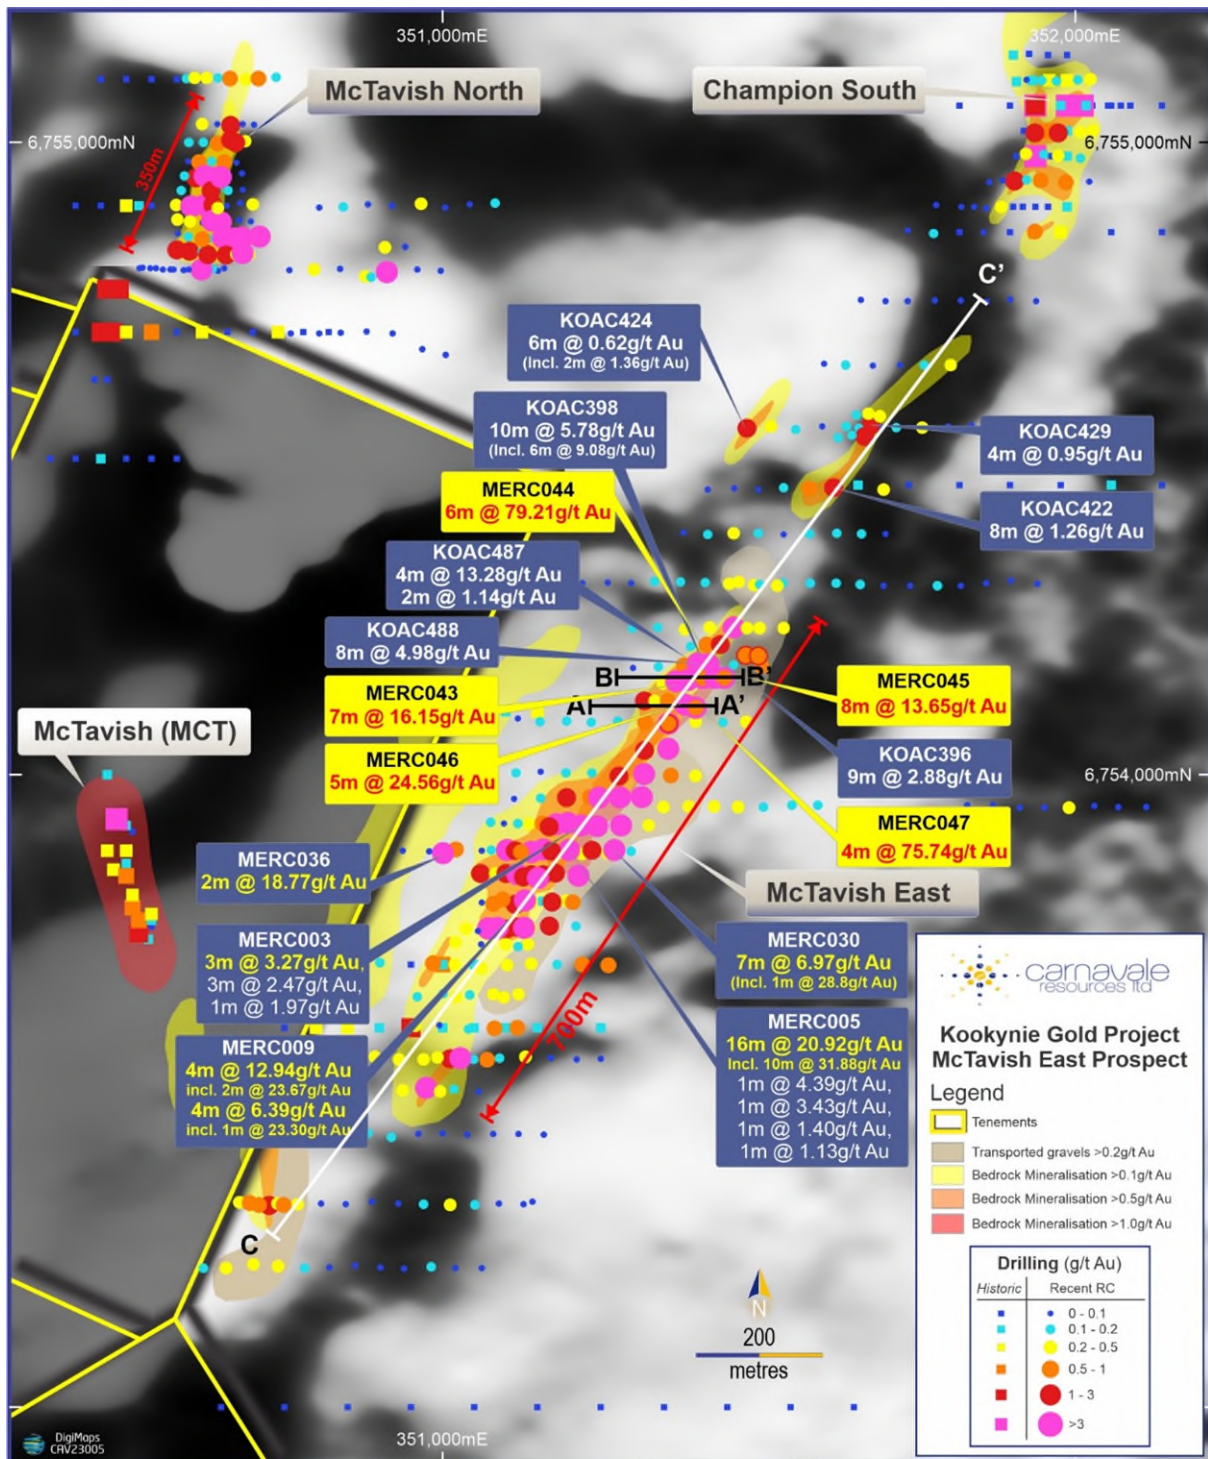 351,000mE
352,000mE
McTavish North
Champion South
6,755,000mN
6,755,000mN
350m
C'
KOAC424
6m @ 0.62g/t Au
(Incl. 2m @ 1.36g/t Au)
KOAC398
10m @ 5.78g/t Au
(Incl. 6m @ 9.08g/t Au)
KOAC429
4m @ 0.95g/t Au
MERC044
6m @ 79.21g/t Au
KOAC422
8m @ 1.26g/t Au
KOAC487
4m @ 13.28g/t Au
2m @ 1.14g/t Au
KOAC488
8m @ 4.98g/t Au
B
B'
MERC043
7m @ 16.15g/t Au
MERC045
8m @ 13.65g/t Au
A
A'
McTavish (MCT)
MERC046
5m @ 24.56g/t Au
KOAC396
9m @ 2.88g/t Au
6,754,000mN
MERC047
4m @ 75.74g/t Au
MERC036
2m @ 18.77g/t Au
McTavish East
MERC003
3m @ 3.27g/t Au,
3m @ 2.47g/t Au,
1m @ 1.97g/t Au
MERC030
7m @ 6.97g/t Au
(Incl. 1m @ 28.8g/t Au)
700m
MERC009
4m @ 12.94g/t Au
incl. 2m @ 23.67g/t Au
4m @ 6.39g/t Au
incl. 1m @ 23.30g/t Au
MERC005
16m @ 20.92g/t Au
Incl. 10m @ 31.88g/t Au
1m @ 4.39g/t Au,
1m @ 3.43g/t Au,
1m @ 1.40g/t Au,
1m @ 1.13g/t Au
C
carnavale
resources ltd
Kookynie Gold Project
McTavish East Prospect
Legend
Tenements
Transported gravels >0.2g/t Au
Bedrock Mineralisation >0.1g/t Au
Bedrock Mineralisation >0.5g/t Au
Bedrock Mineralisation >1.0g/t Au
Drilling (g/t Au)
Historic Recent RC
0 - 0.1
0.1 - 0.2
0.2 - 0.5
0.5 - 1
1 - 3
>3
N
200
metres
DigiMaps
CAV23005
351,000mE